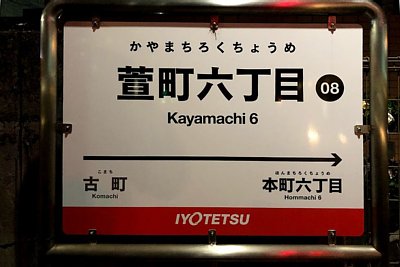 かやまちろくちょうめ
萱町六丁目 08
Kayamachi 6
こまち ほんまちろくちょうめ
古町 本町六丁目
Komachi Hommachi 6
IYOTETSU